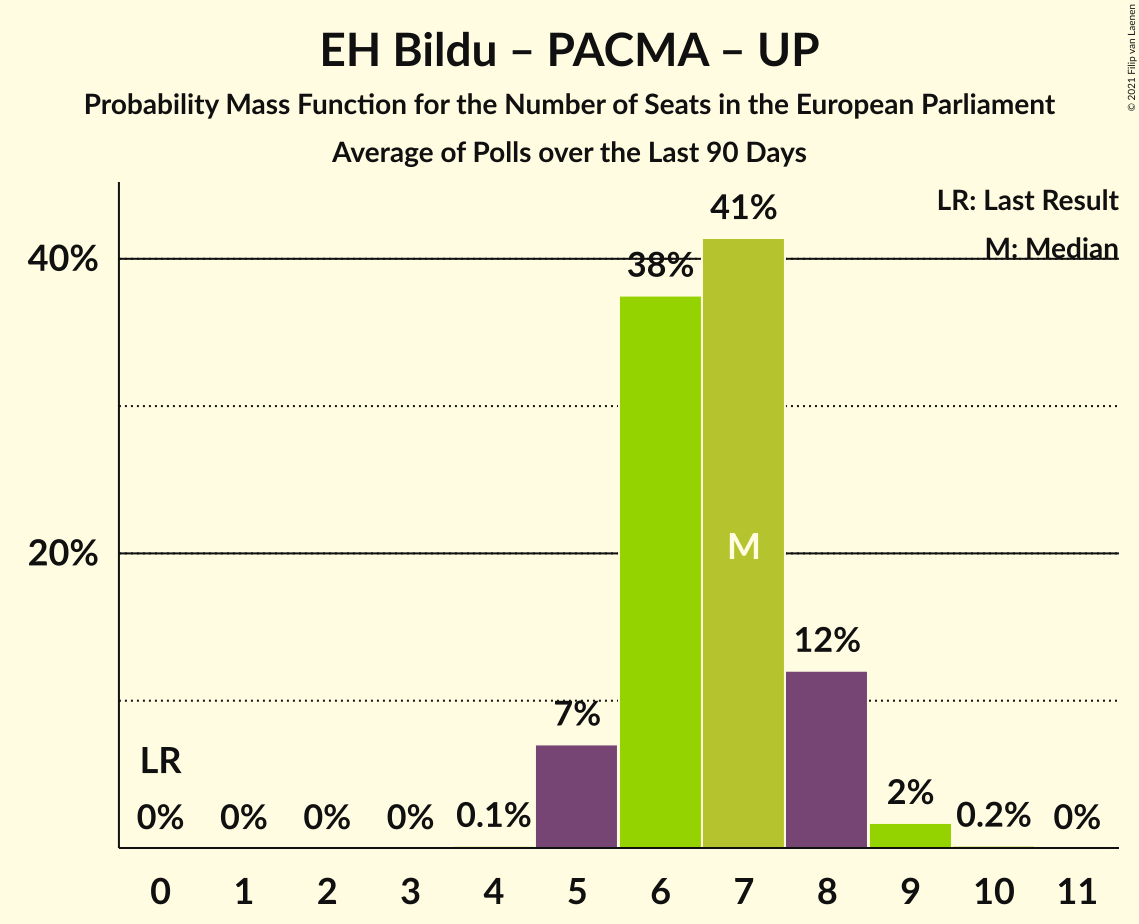 EH Bildu – PACMA – UP
Probability Mass Function for the Number of Seats in the European Parliament
Average of Polls over the Last 90 Days
© 2021 Filip van Laenen
LR: Last Result
M: Median
40%
20%
LR
0%
0%
0%
0%
0.1%
7%
38%
41%
M
12%
2%
0.2%
0%
0 1 2 3 4 5 6 7 8 9 10 11